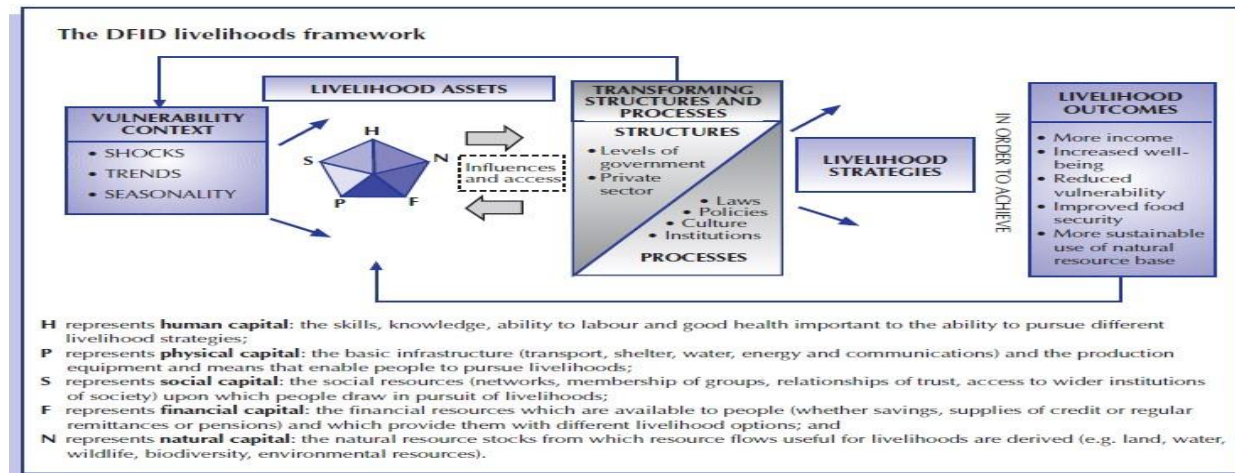 The DFID livelihoods framework
LIVELIHOOD ASSETS
VULNERABILITY
CONTEXT
• SHOCKS
• TRENDS
• SEASONALITY
H
S
N
P
F
Influences
and access
TRANSFORMING
STRUCTURES AND
PROCESSES
STRUCTURES
• Levels of
government
• Private
sector
• Laws
• Policies
• Culture
• Institutions
PROCESSES
LIVELIHOOD
STRATEGIES
IN ORDER TO ACHIEVE
LIVELIHOOD
OUTCOMES
• More income
• Increased well-
being
• Reduced
vulnerability
• Improved food
security
• More sustainable
use of natural
resource base
H represents human capital: the skills, knowledge, ability to labour and good health important to the ability to pursue different
livelihood strategies;
P represents physical capital: the basic infrastructure (transport, shelter, water, energy and communications) and the production
equipment and means that enable people to pursue livelihoods;
S represents social capital: the social resources (networks, membership of groups, relationships of trust, access to wider institutions
of society) upon which people draw in pursuit of livelihoods;
F represents financial capital: the financial resources which are available to people (whether savings, supplies of credit or regular
remittances or pensions) and which provide them with different livelihood options; and
N represents natural capital: the natural resource stocks from which resource flows useful for livelihoods are derived (e.g. land, water,
wildlife, biodiversity, environmental resources).